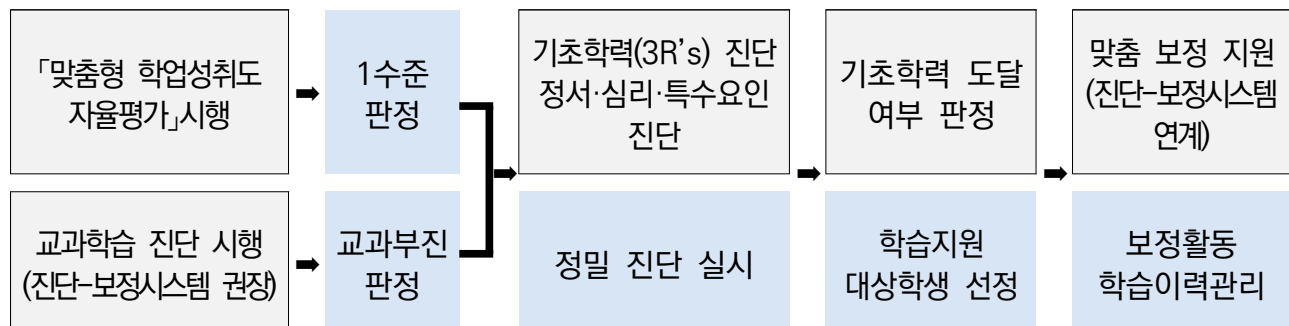 「맞춤형 학업성취도
자율평가」시행
1수준
판정
기초학력(3R’s) 진단
정서·심리·특수요인
진단
기초학력 도달
여부 판정
맞춤 보정 지원
(진단-보정시스템
연계)
교과학습 진단 시행
(진단-보정시스템 권장)
교과부진
판정
정밀 진단 실시
학습지원
대상학생 선정
보정활동
학습이력관리